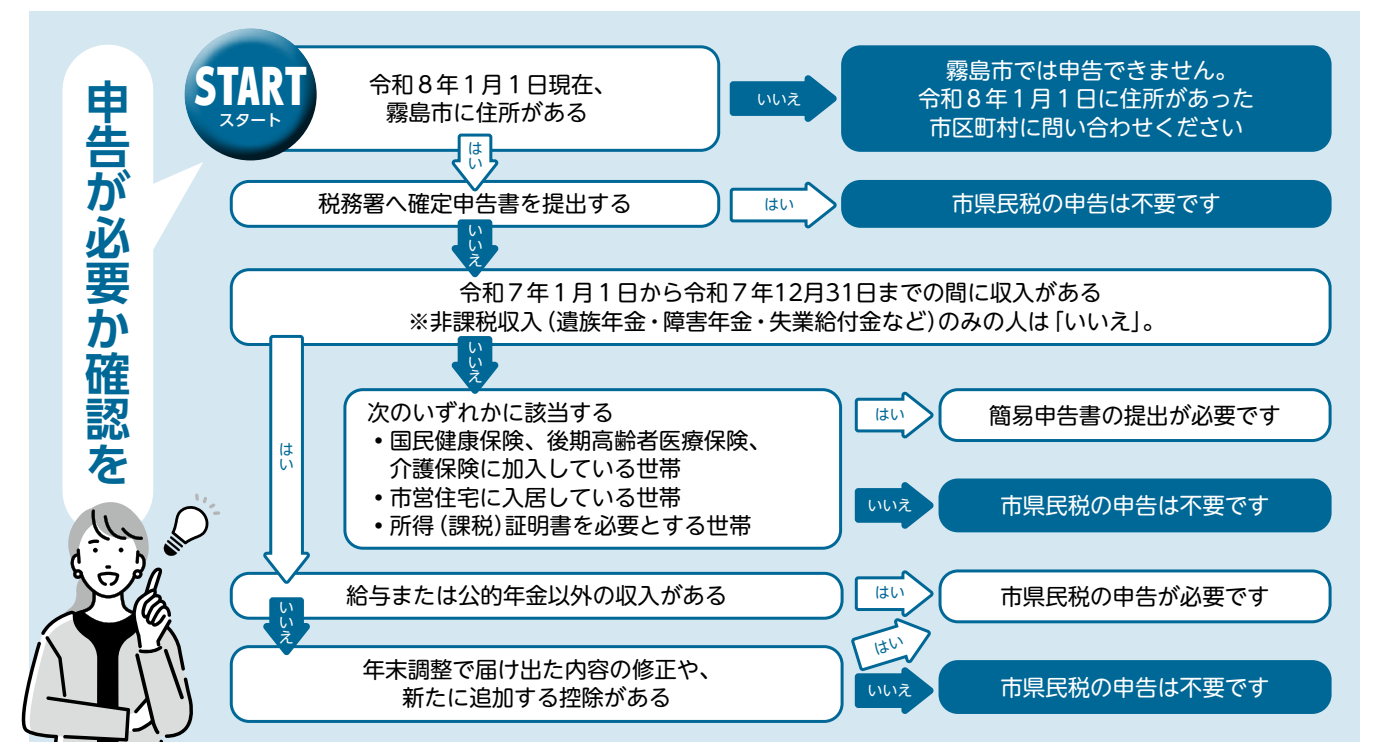 申告が必要か確認を
START
スタート
令和8年1月1日現在、
霧島市に住所がある
いいえ
霧島市では申告できません。
令和8年1月1日に住所があった
市区町村に問い合わせください
はい
税務署へ確定申告書を提出する
はい
市県民税の申告は不要です
いいえ
令和7年1月1日から令和7年12月31日までの間に収入がある
※非課税収入(遺族年金・障害年金・失業給付金など)のみの人は「いいえ」。
いいえ
次のいずれかに該当する
•国民健康保険、後期高齢者医療保険、
介護保険に加入している世帯
•市営住宅に入居している世帯
•所得(課税)証明書を必要とする世帯
はい
簡易申告書の提出が必要です
いいえ
市県民税の申告は不要です
はい
給与または公的年金以外の収入がある
はい
市県民税の申告が必要です
いいえ
年末調整で届け出た内容の修正や、
新たに追加する控除がある
はい
いいえ
市県民税の申告は不要です